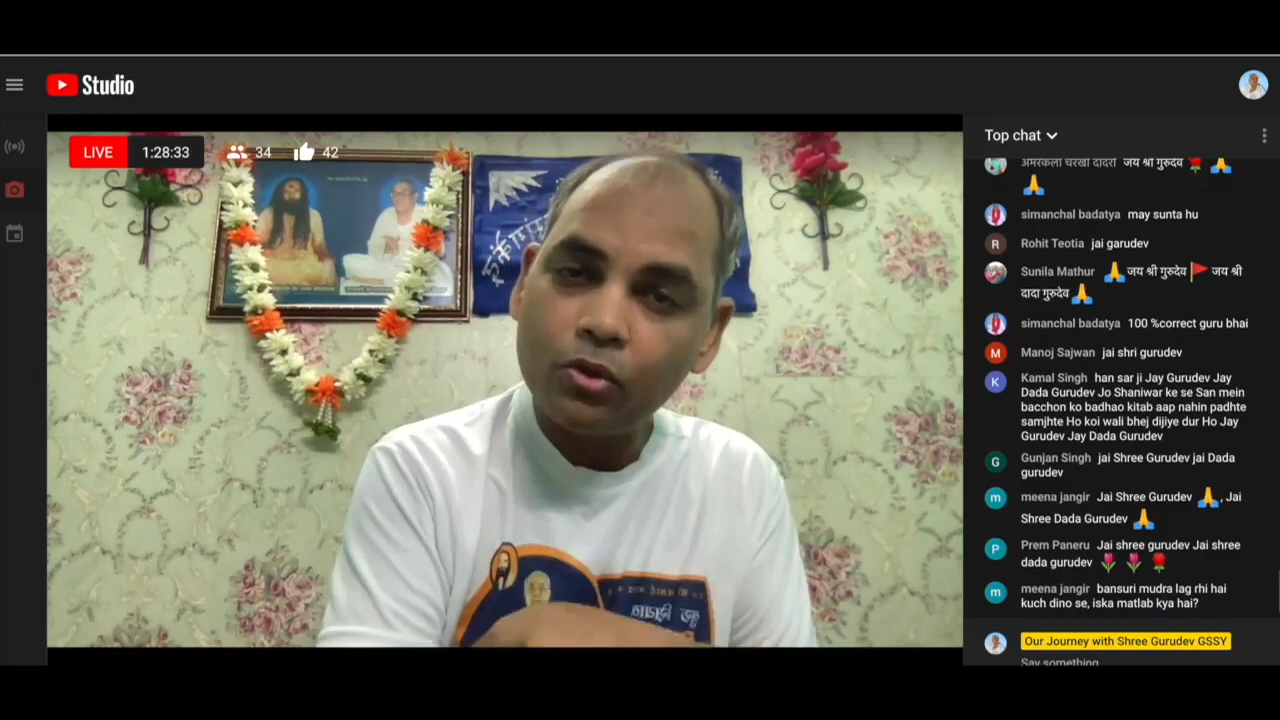 Studio
LIVE 1:28:33 34 42
Top chat
अमरकला चरखी दादरी जय श्री गुरुदेव 🌹 🙏
🙏
simanchal badatya may sunta hu
Rohit Teotia jai garudev
Sunila Mathur 🙏जय श्री गुरुदेव🚩जय श्री
दादा गुरुदेव🙏
simanchal badatya 100 %correct guru bhai
Manoj Sajwan jai shri gurudev
Kamal Singh han sar ji Jay Gurudev Jay
Dada Gurudev Jo Shaniwar ke se San mein
bacchon ko badhao kitab aap nahin padhte
samjhte Ho koi wali bhej dijiye dur Ho Jay
Gurudev Jay Dada Gurudev
Gunjan Singh jai Shree Gurudev jai Dada
gurudev
meena jangir Jai Shree Gurudev 🙏, Jai
Shree Dada Gurudev 🙏
Prem Paneru Jai shree gurudev Jai shree
dada gurudev 🌷 🌷 🌹
meena jangir bansuri mudra lag rhi hai
kuch dino se, iska matlab kya hai?
Our Journey with Shree Gurudev GSSY
Say something